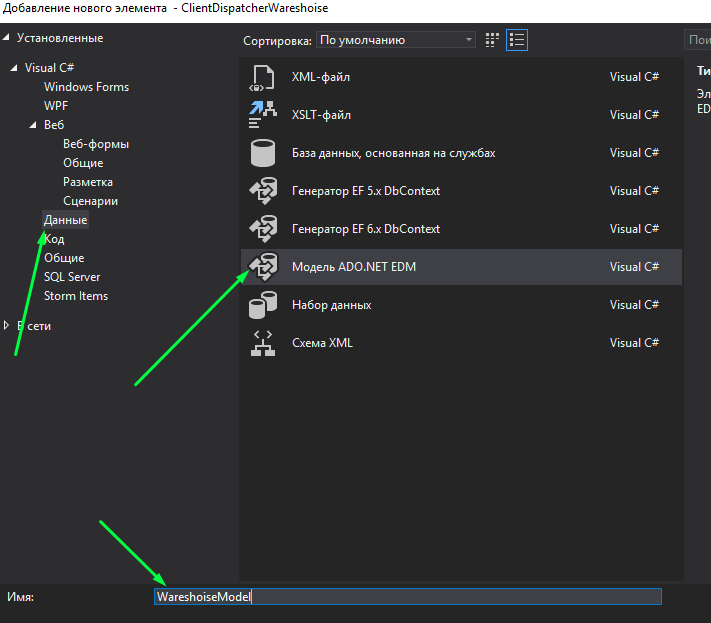 Добавление нового элемента - ClientDispatcherWareshoise
Установленные
Visual C#
Windows Forms
WPF
Веб
Веб-формы
Общие
Разметка
Сценарии
Данные
Код
Общие
SQL Server
Storm Items
В сети
Сортировка: По умолчанию
XML-файл Visual C#
XSLT-файл Visual C#
База данных, основанная на службах Visual C#
Генератор EF 5.x DbContext Visual C#
Генератор EF 6.x DbContext Visual C#
Модель ADO.NET EDM Visual C#
Набор данных Visual C#
Схема XML Visual C#
Пои
Ти
Эл
ED
Имя: WareshoiseModel